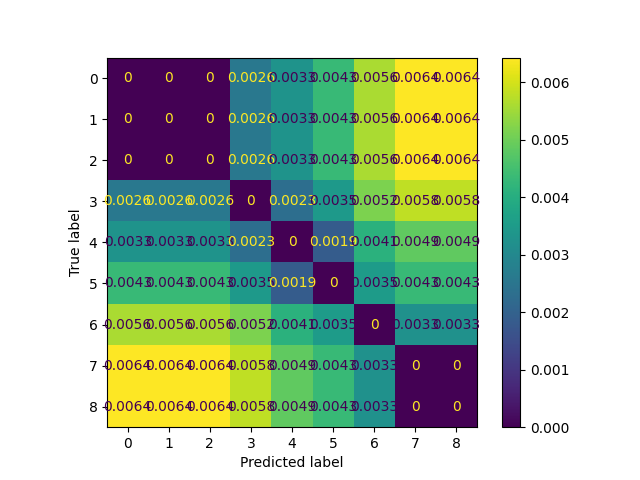 0 0 0 0 0.0026 0.0033 0.0043 0.0056 0.0064 0.0064
1 0 0 0 0.0026 0.0033 0.0043 0.0056 0.0064 0.0064
2 0 0 0 0.0026 0.0033 0.0043 0.0056 0.0064 0.0064
3 0.0026 0.0026 0.0026 0 0.0023 0.0035 0.0052 0.0058 0.0058
4 0.0033 0.0033 0.0033 0.0023 0 0.0019 0.0041 0.0049 0.0049
5 0.0043 0.0043 0.0043 0.0035 0.0019 0 0.0035 0.0043 0.0043
6 0.0056 0.0056 0.0056 0.0052 0.0041 0.0035 0 0.0033 0.0033
7 0.0064 0.0064 0.0064 0.0058 0.0049 0.0043 0.0033 0 0
8 0.0064 0.0064 0.0064 0.0058 0.0049 0.0043 0.0033 0 0
0 1 2 3 4 5 6 7 8
Predicted label
True label
0.006
0.005
0.004
0.003
0.002
0.001
0.000